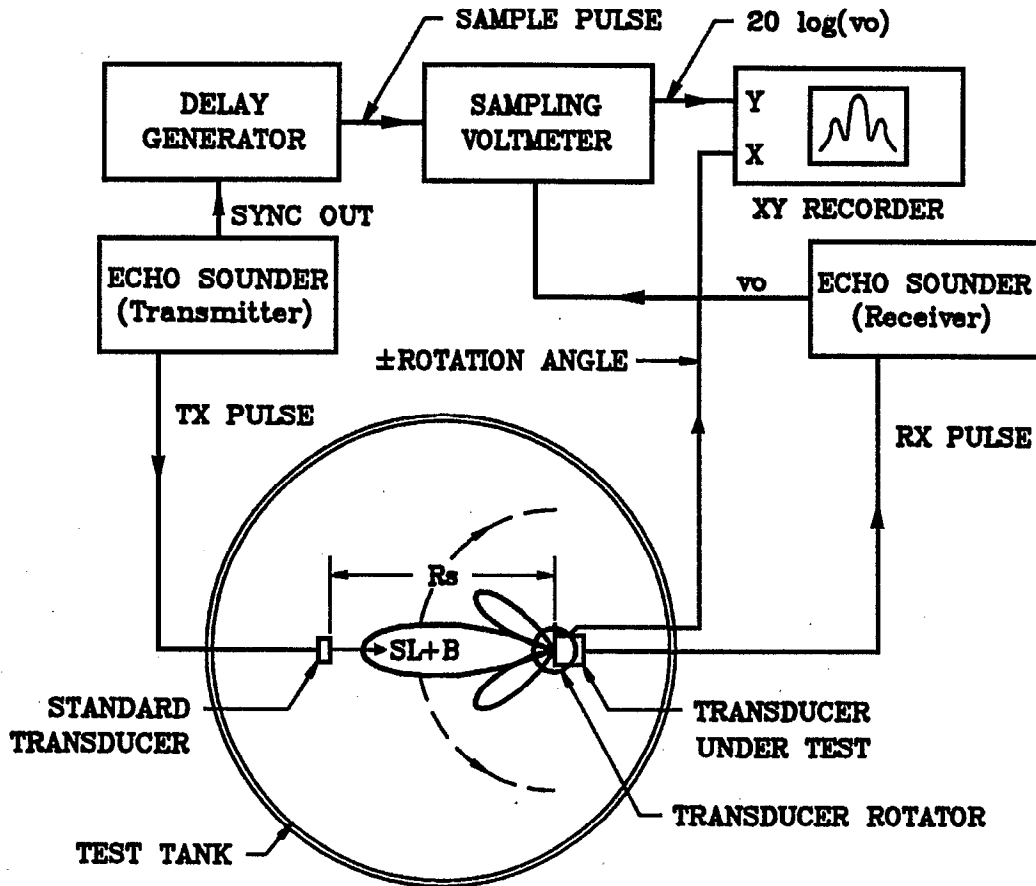 SAMPLE PULSE
20 log(vo)
DELAY
GENERATOR
SAMPLING
VOLTMETER
Y
X
XY RECORDER
SYNC OUT
ECHO SOUNDER
(Transmitter)
vo
ECHO SOUNDER
(Receiver)
±ROTATION ANGLE
TX PULSE
RX PULSE
Rs
SL+B
STANDARD
TRANSDUCER
TRANSDUCER
UNDER TEST
TRANSDUCER ROTATOR
TEST TANK